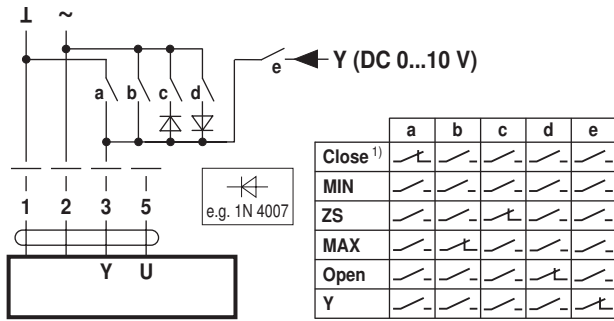 ⊥ ~
e Y (DC 0...10 V)
a b c d
1 2 3 5
e.g. 1N 4007
Y U
a b c d e
Close 1)
MIN
ZS
MAX
Open
Y